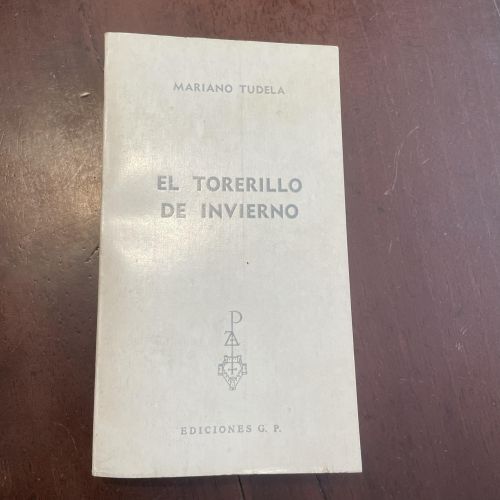 MARIANO TUDELA
EL TORERILLO
DE INVIERNO
EDICIONES G. P.